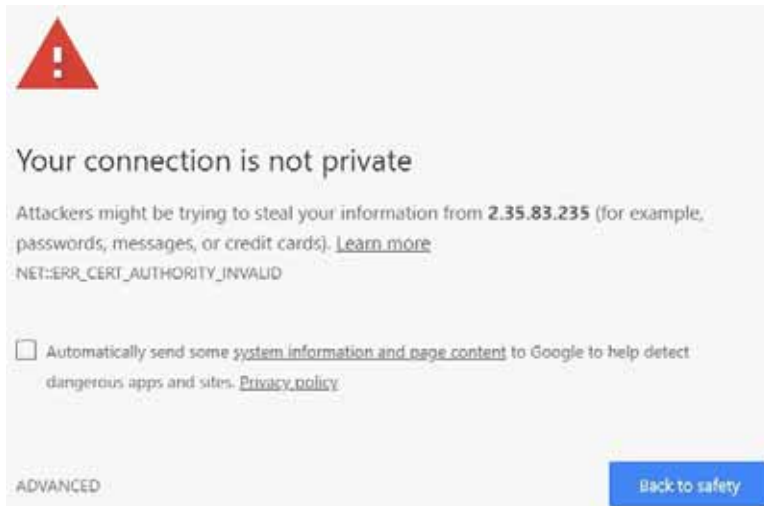 Your connection is not private
Attackers might be trying to steal your information from 2.35.83.235 (for example,
passwords, messages, or credit cards). Learn more
NET::ERR_CERT_AUTHORITY_INVALID
Automatically send some system information and page content to Google to help detect
dangerous apps and sites. Privacy policy
ADVANCED
Back to safety